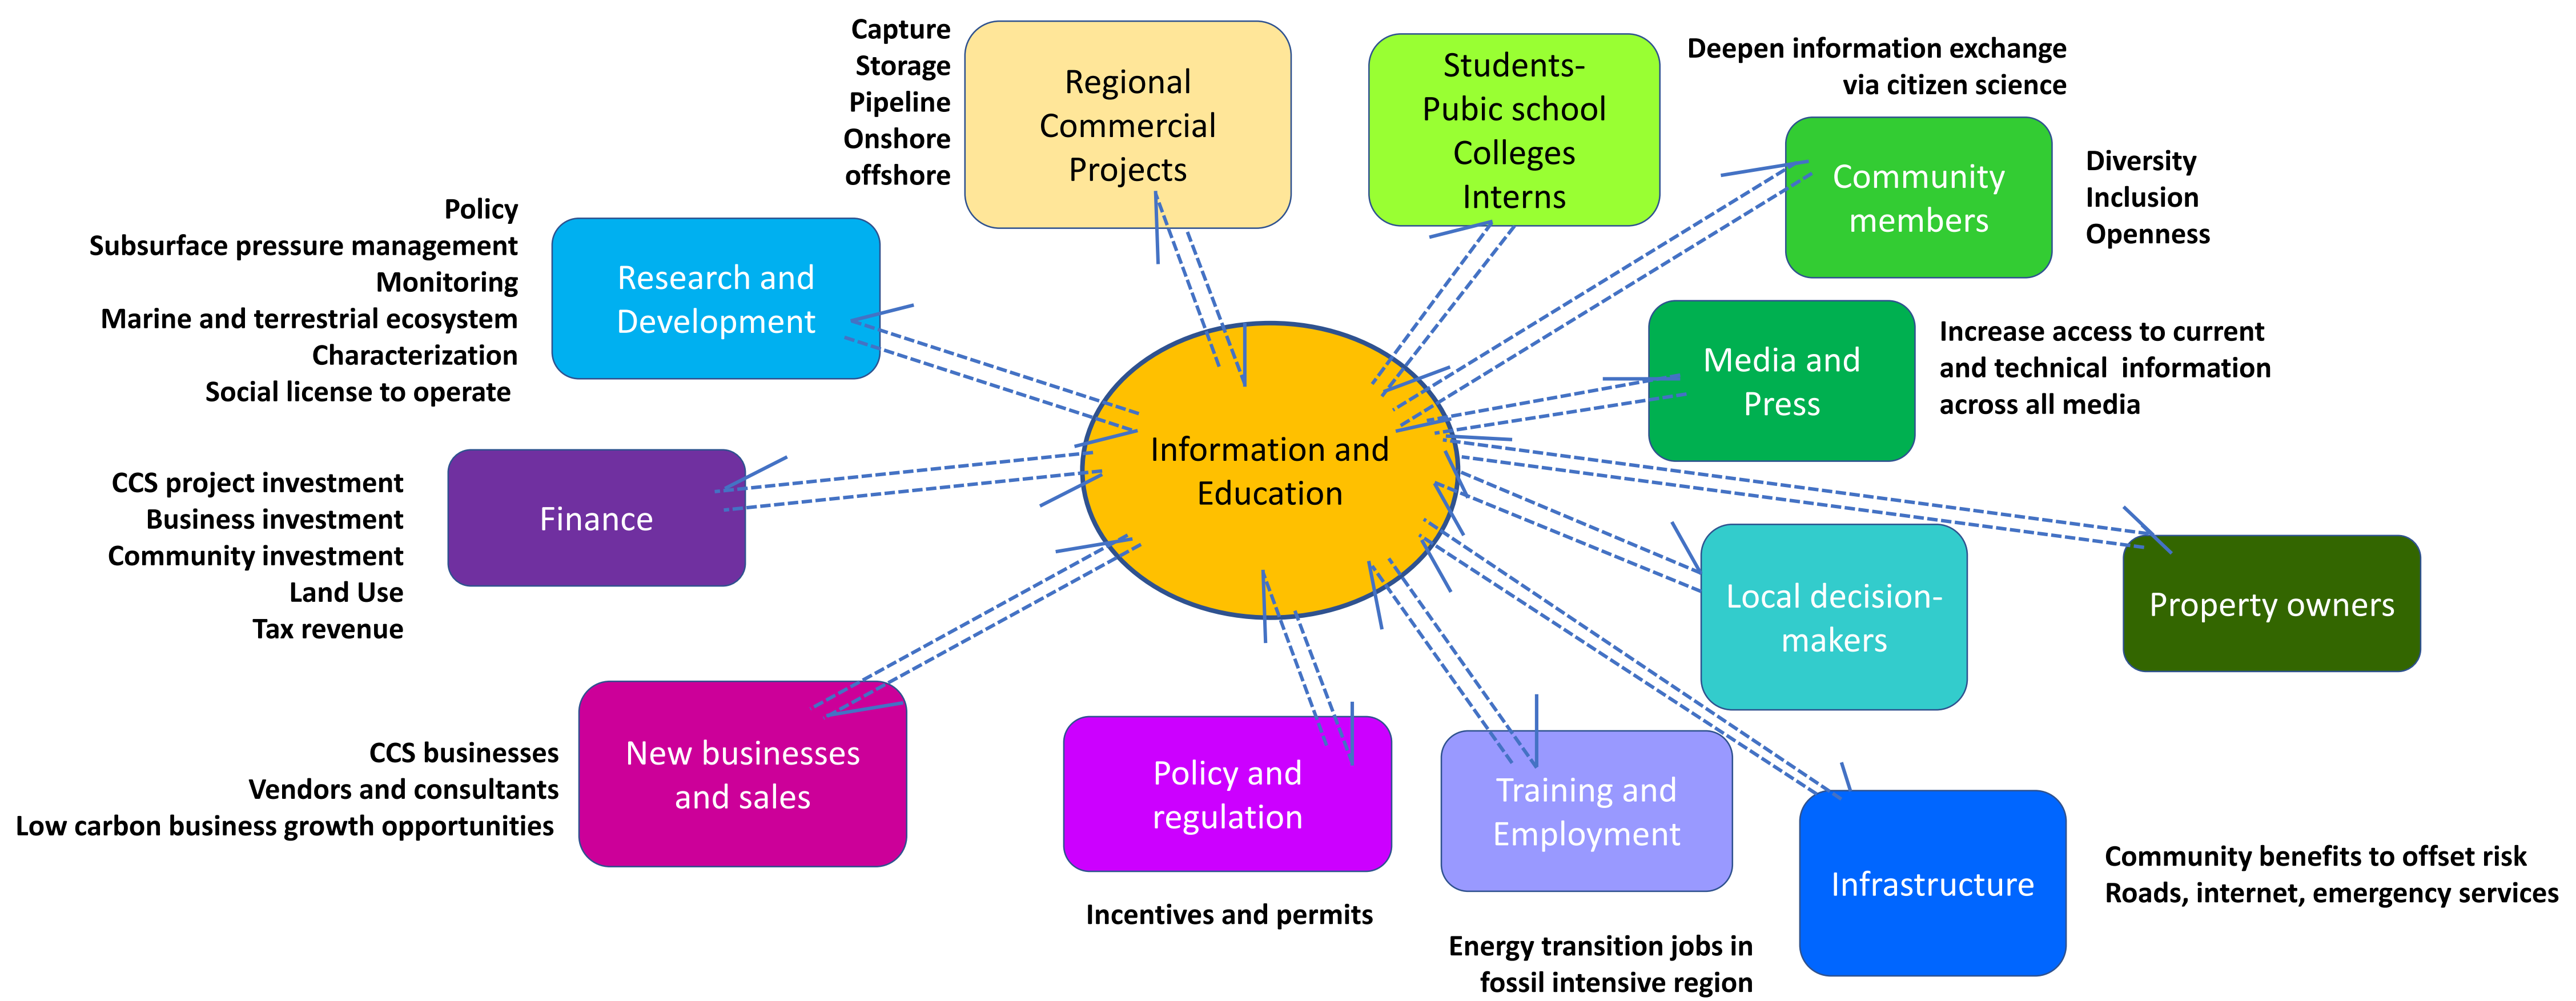 Capture
Storage
Pipeline
Onshore
offshore
Regional
Commercial
Projects
Students-
Pubic school
Colleges
Interns
Deepen information exchange
via citizen science
Community
members
Diversity
Inclusion
Openness
Policy
Subsurface pressure management
Monitoring
Marine and terrestrial ecosystem
Characterization
Social license to operate
Research and
Development
Media and
Press
Increase access to current
and technical information
across all media
Information and
Education
CCS project investment
Business investment
Community investment
Land Use
Tax revenue
Finance
Local decision-
makers
Property owners
CCS businesses
Vendors and consultants
Low carbon business growth opportunities
New businesses
and sales
Policy and
regulation
Incentives and permits
Training and
Employment
Energy transition jobs in
fossil intensive region
Infrastructure
Community benefits to offset risk
Roads, internet, emergency services